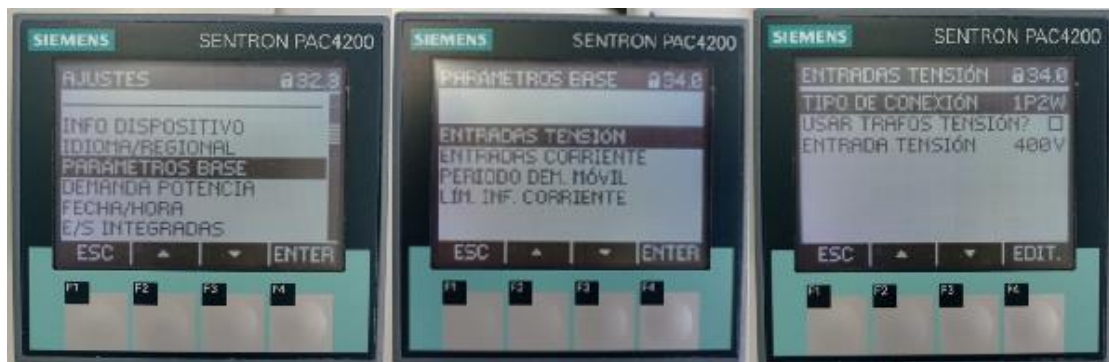 SIEMENS SENTRON PAC4200
AJUSTES 32.3
INFO DISPOSITIVO
IDIOMA/REGIONAL
PARÁMETROS BASE
DEMANDA POTENCIA
FECHA/HORA
E/S INTEGRADAS
ESC ▲ ▼ ENTER
F1 F2 F3 F4
SIEMENS SENTRON PAC4200
PARÁMETROS BASE 34.0
ENTRADAS TENSIÓN
ENTRADAS CORRIENTE
PERIODO DEM. MÓVIL
LÍM. INF. CORRIENTE
ESC ▲ ▼ ENTER
F1 F2 F3 F4
SIEMENS SENTRON PAC4200
ENTRADAS TENSIÓN 34.0
TIPO DE CONEXIÓN 1P2W
USAR TRAFOS TENSIÓN? ☐
ENTRADA TENSIÓN 400V
ESC ▲ ▼ EDIT.
F1 F2 F3 F4